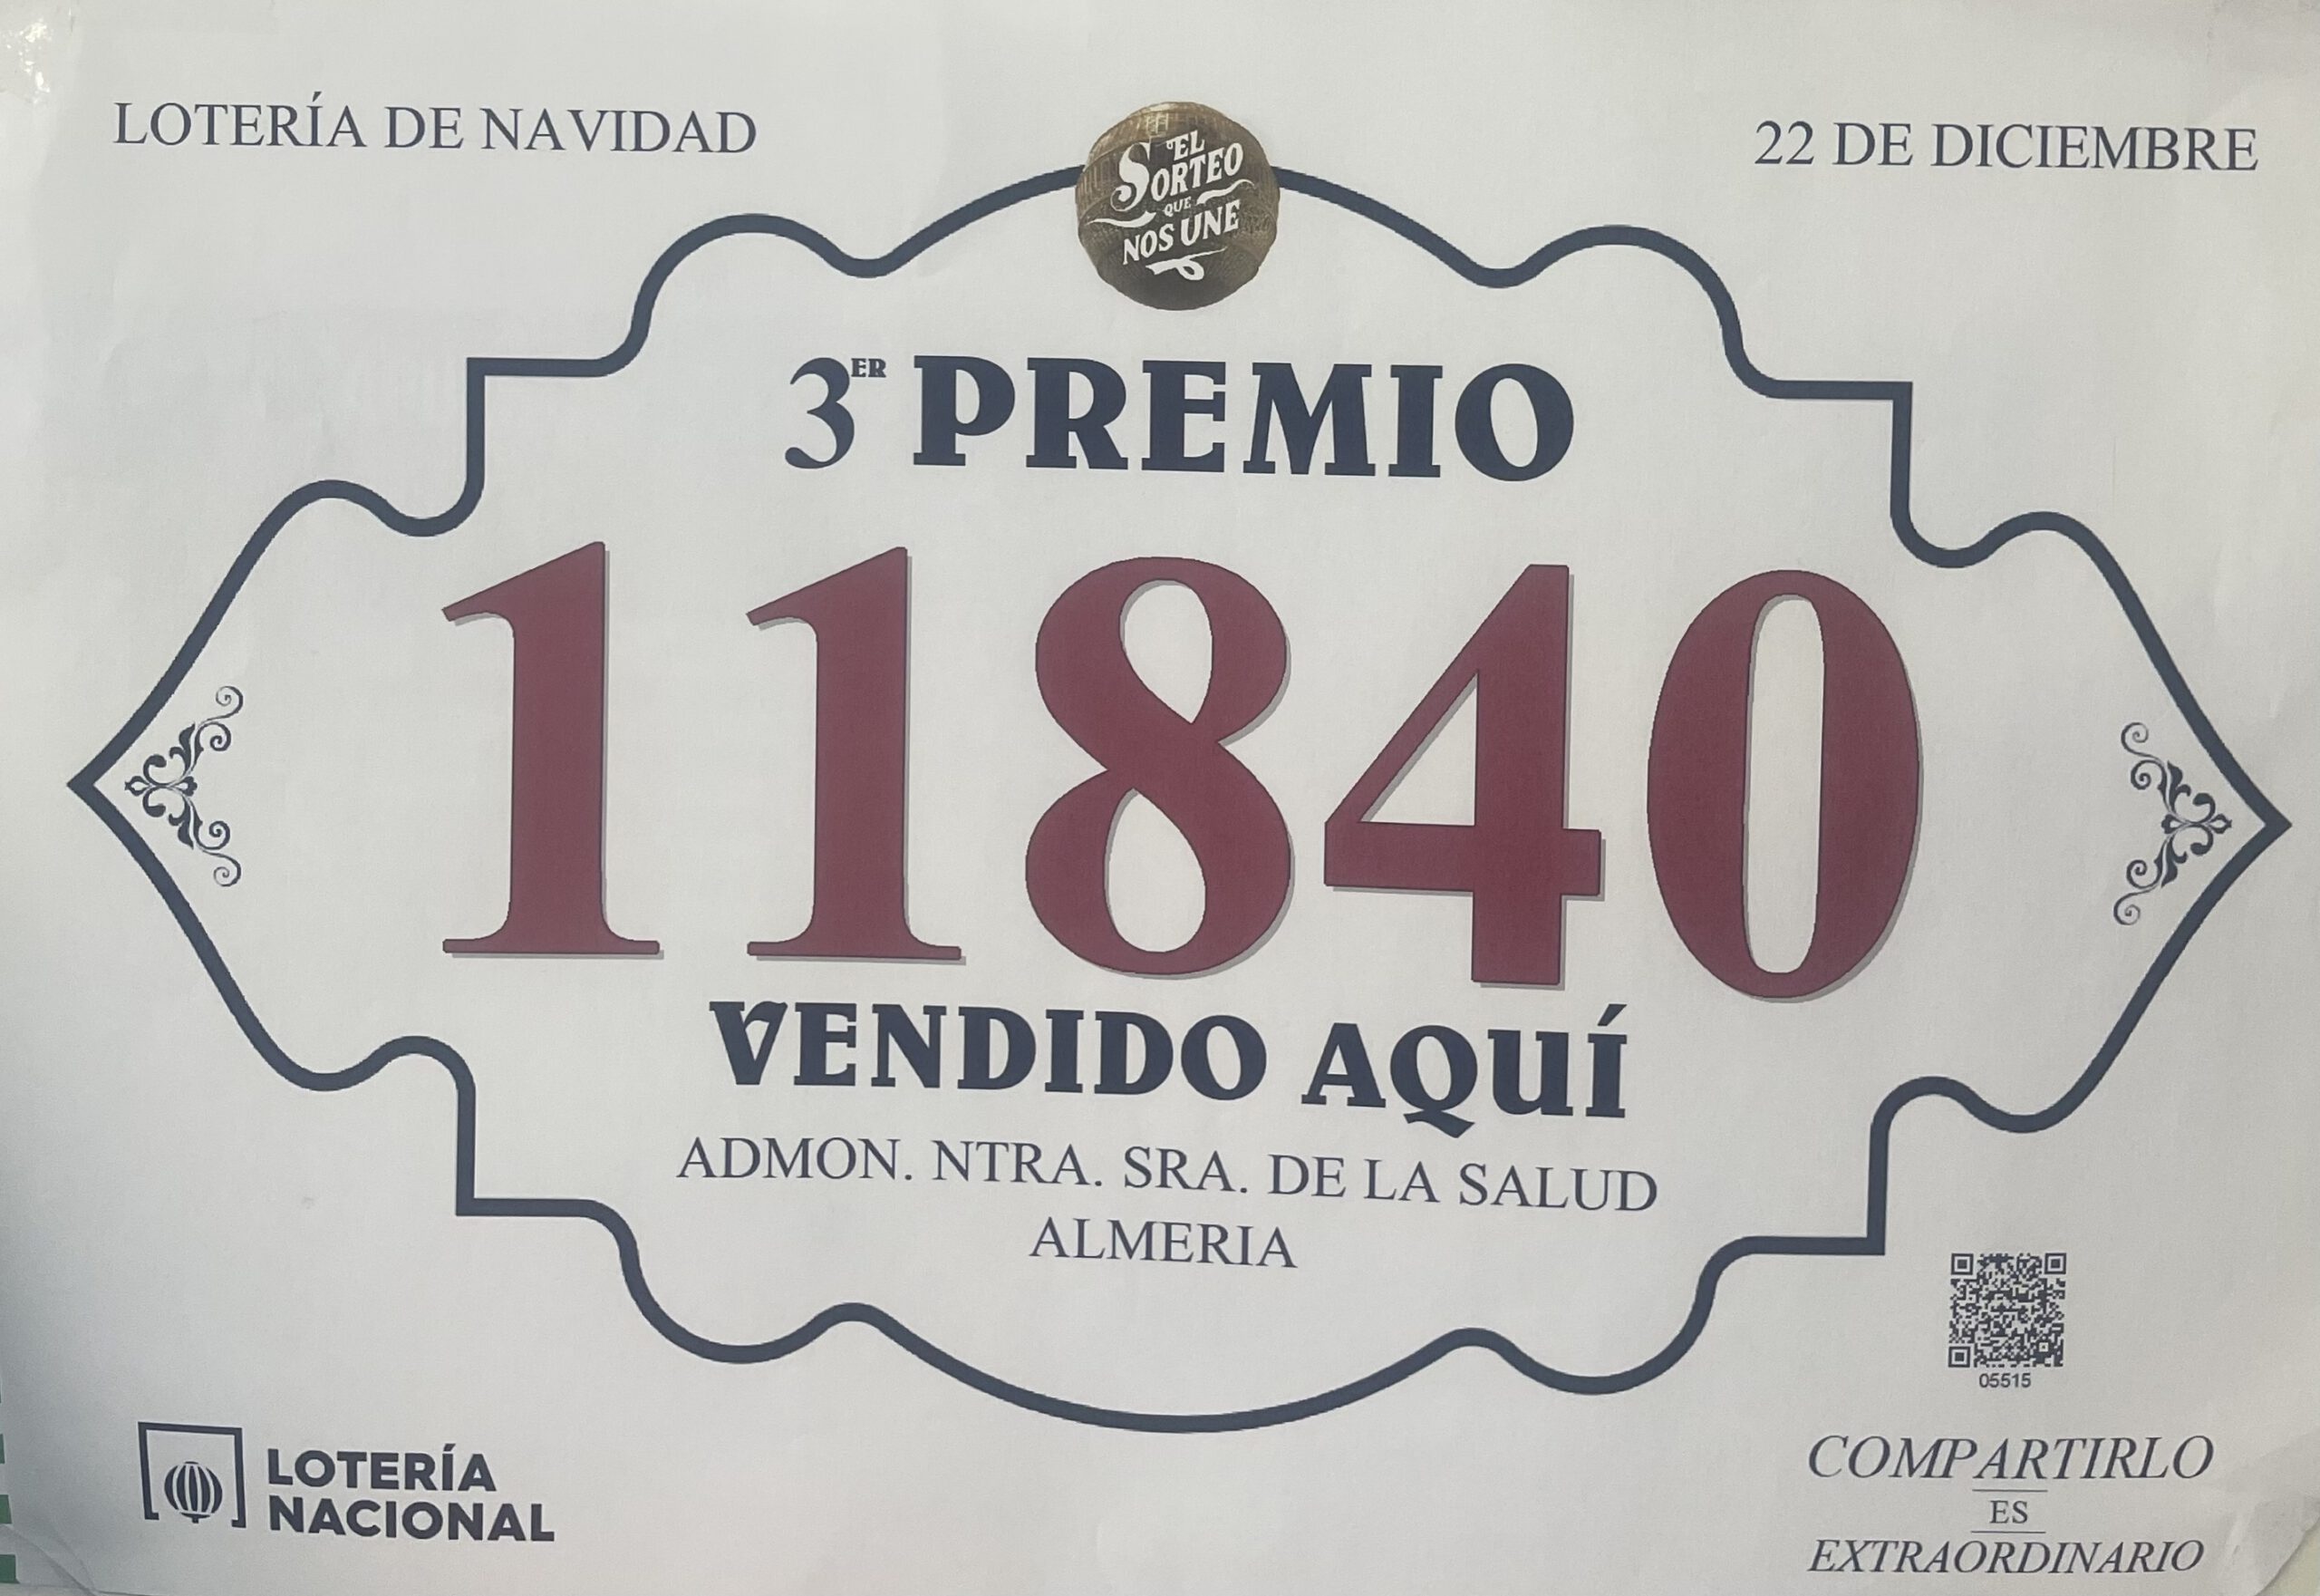 LOTERÍA DE NAVIDAD
22 DE DICIEMBRE
EL
SORTEO
QUE
NOS UNE
3ER PREMIO
11840
VENDIDO AQUÍ
ADMON. NTRA. SRA. DE LA SALUD
ALMERIA
05515
LOTERÍA
NACIONAL
COMPARTIRLO
ES
EXTRAORDINARIO